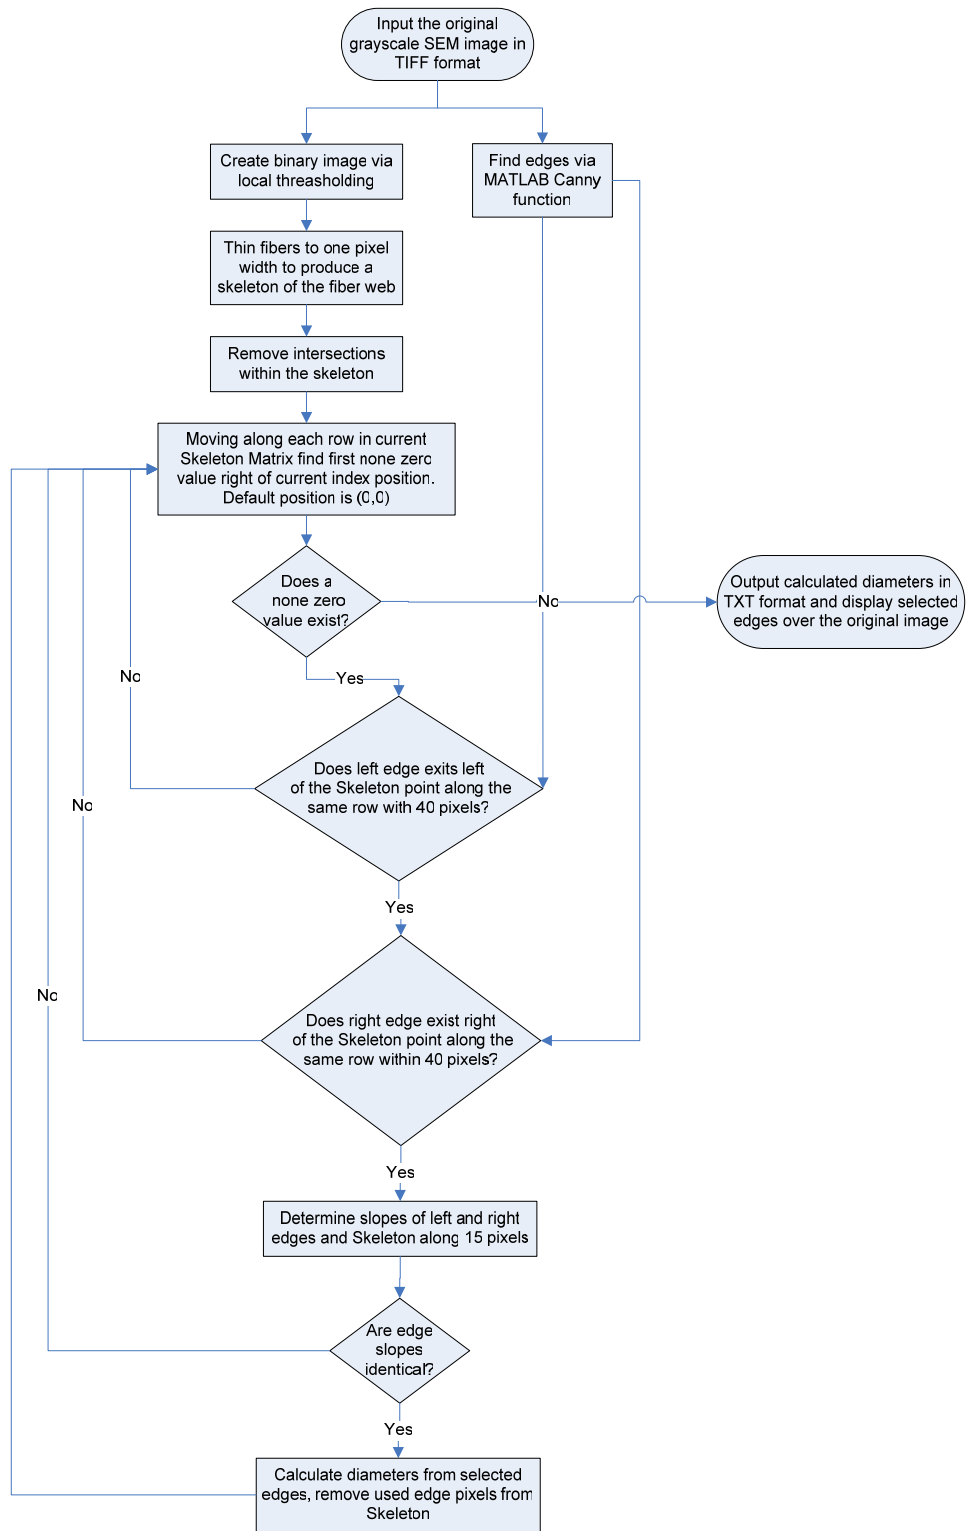 Input the original
grayscale SEM image in
TIFF format
Create binary image via
local threasholding
Find edges via
MATLAB Canny
function
Thin fibers to one pixel
width to produce a
skeleton of the fiber web
Remove intersections
within the skeleton
Moving along each row in current
Skeleton Matrix find first none zero
value right of current index position.
Default position is (0,0)
Does a
none zero
value exist?
No
Output calculated diameters in
TXT format and display selected
edges over the original image
Yes
No
Does left edge exits left
of the Skeleton point along the
same row with 40 pixels?
No
Yes
No
Does right edge exist right
of the Skeleton point along the
same row within 40 pixels?
Yes
Determine slopes of left and right
edges and Skeleton along 15 pixels
Are edge
slopes
identical?
Yes
Calculate diameters from selected
edges, remove used edge pixels from
Skeleton